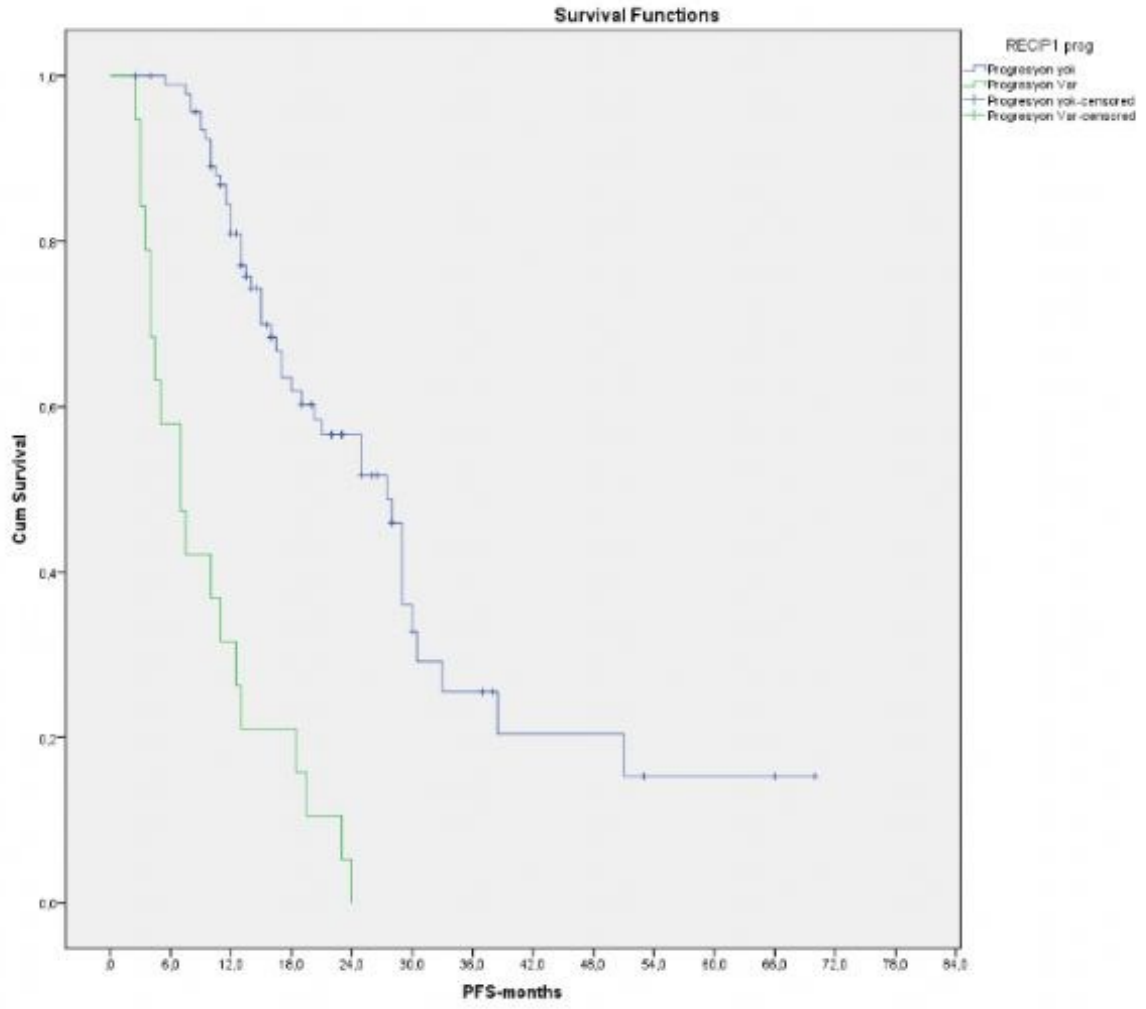 Survival Functions
RECIP1 prog
Progresyon yok
Progresyon Var
Progresyon yok-censored
Progresyon Var-censored
1,0
0,8
0,6
0,4
0,2
0,0
Cum Survival
,0 6,0 12,0 18,0 24,0 30,0 36,0 42,0 48,0 54,0 60,0 66,0 72,0 78,0 84,0
PFS-months